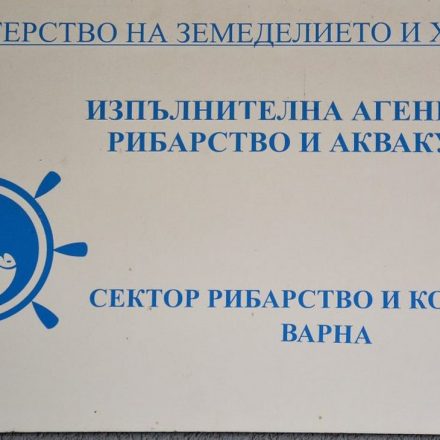 ТЕРСТВО НА ЗЕМЕДЕЛИЕТО И Х
ИЗПЪЛНИТЕЛНА АГЕН
РИБАРСТВО И АКВАКУ
СЕКТОР РИБАРСТВО И КО
ВАРНА